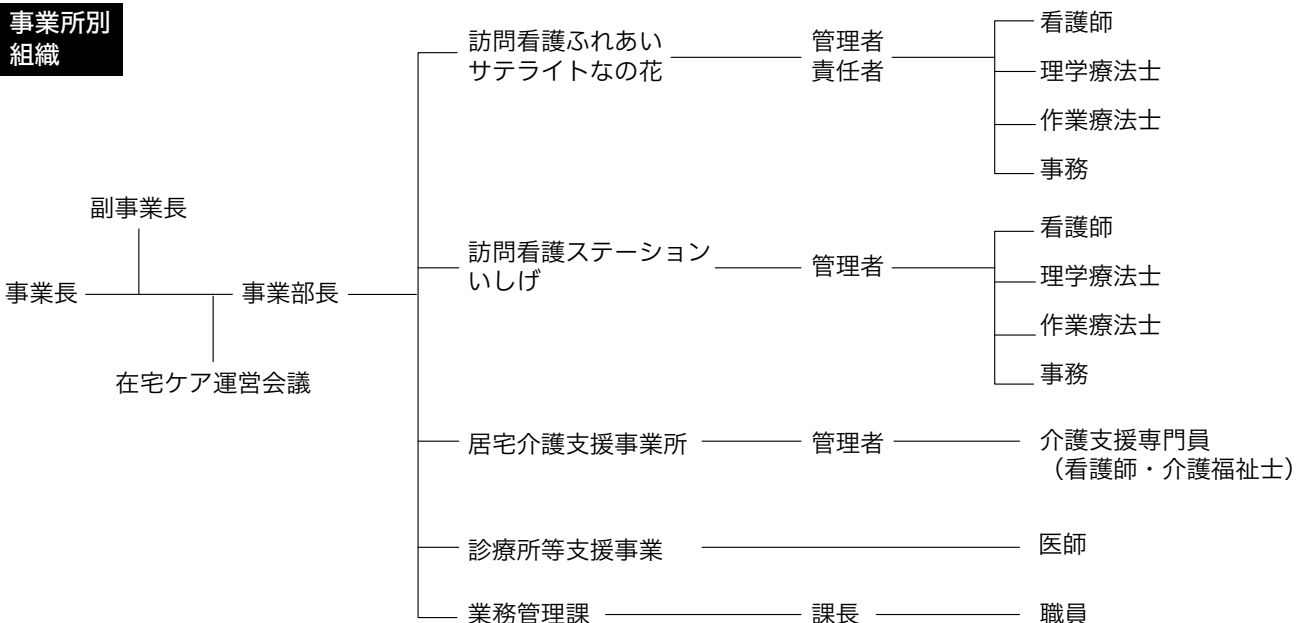 事業所別
組織
訪問看護ふれあい
サテライトなの花
管理者
責任者
看護師
理学療法士
作業療法士
事務
副事業長
事業長
事業部長
在宅ケア運営会議
訪問看護ステーション
いしげ
管理者
看護師
理学療法士
作業療法士
事務
居宅介護支援事業所
管理者
介護支援専門員
（看護師・介護福祉士）
診療所等支援事業
医師
業務管理課
課長
職員